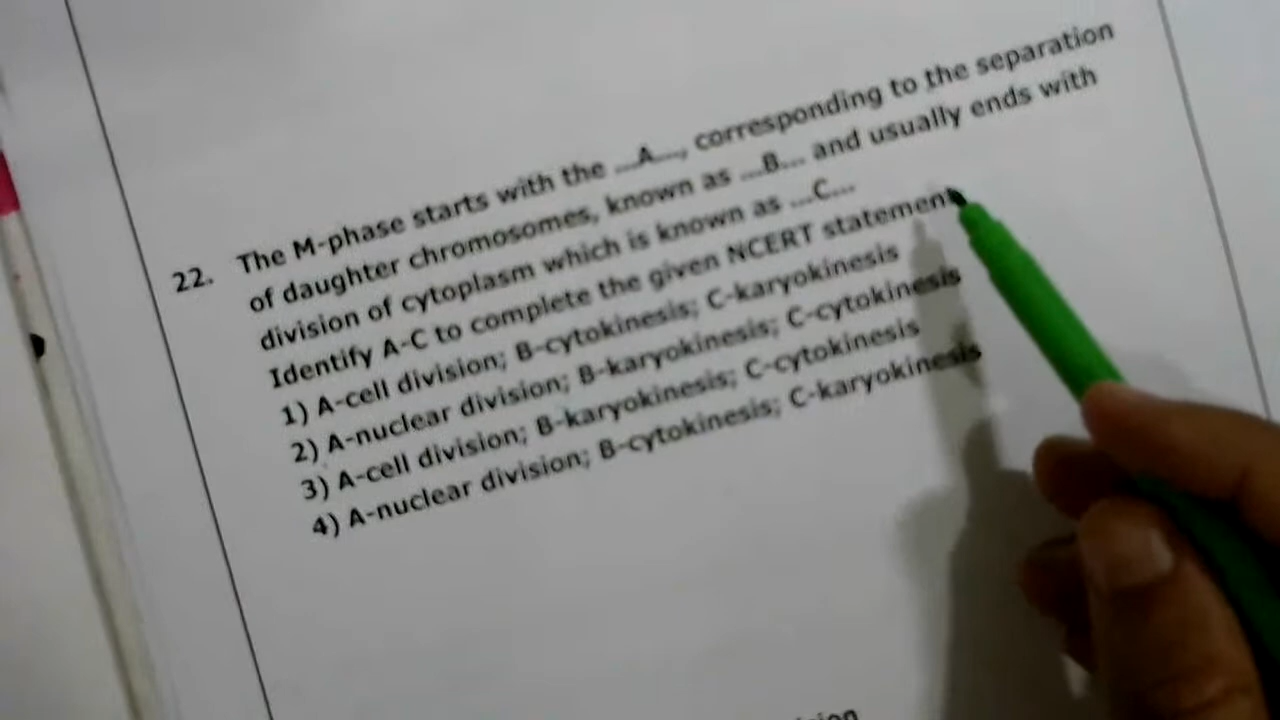 22. The M-phase starts with the ...A..., corresponding to the separation
of daughter chromosomes, known as ...B... and usually ends with
division of cytoplasm which is known as ...C...
Identify A-C to complete the given NCERT statement
1) A-cell division; B-cytokinesis; C-karyokinesis
2) A-nuclear division; B-karyokinesis; C-cytokinesis
3) A-cell division; B-karyokinesis; C-cytokinesis
4) A-nuclear division; B-cytokinesis; C-karyokinesis